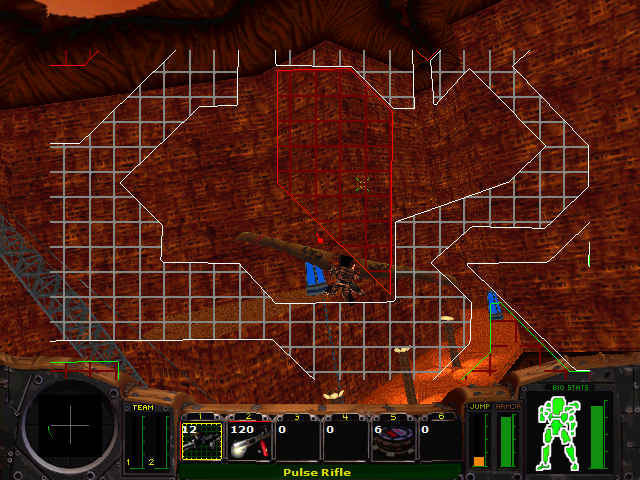 BIO STATS
TEAM
1 2 3 4 5 6
JUMP ARMOR
12 120 0 0 6 0
1 2
Pulse Rifle